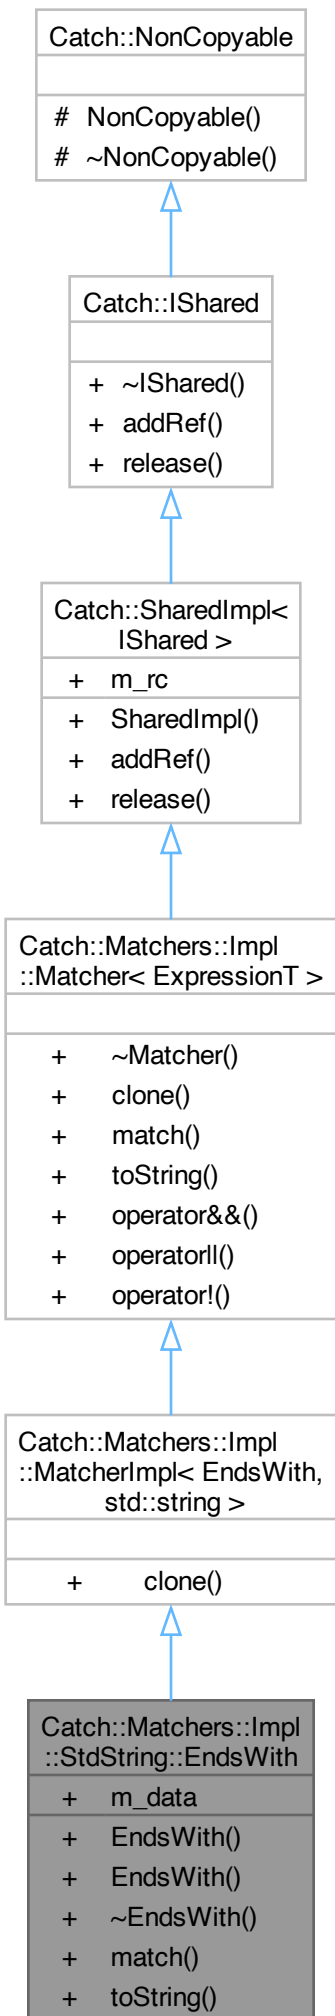 Catch::NonCopyable
# NonCopyable()
# ~NonCopyable()
Catch::IShared
+ ~IShared()
+ addRef()
+ release()
Catch::SharedImpl<
IShared >
+ m_rc
+ SharedImpl()
+ addRef()
+ release()
Catch::Matchers::Impl
::Matcher< ExpressionT >
+ ~Matcher()
+ clone()
+ match()
+ toString()
+ operator&&()
+ operator||()
+ operator!()
Catch::Matchers::Impl
::MatcherImpl< EndsWith,
std::string >
+ clone()
Catch::Matchers::Impl
::StdString::EndsWith
+ m_data
+ EndsWith()
+ EndsWith()
+ ~EndsWith()
+ match()
+ toString()